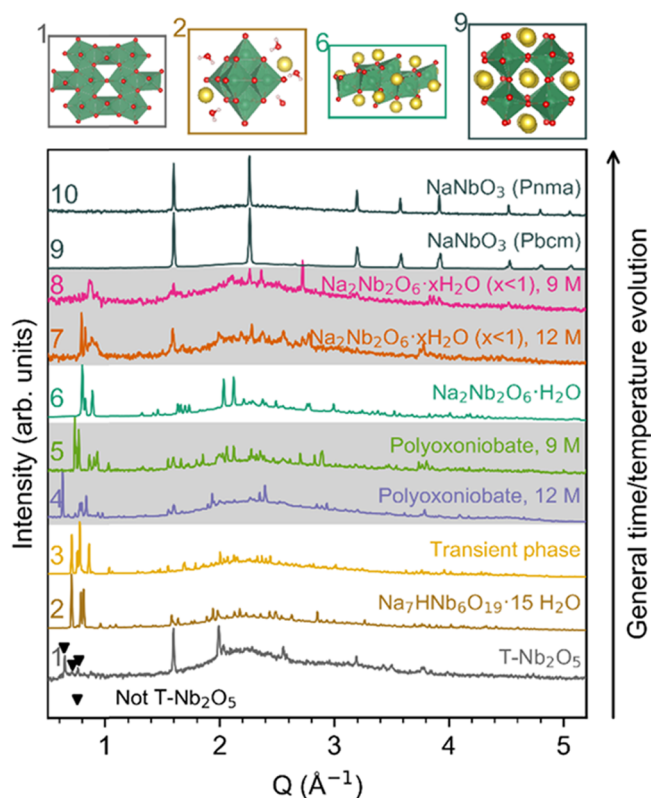 1
2
6
9
10
NaNbO₃ (Pnma)
9
NaNbO₃ (Pbcm)
8
Na₂Nb₂O₆·xH₂O (x<1), 9 M
7
Na₂Nb₂O₆·xH₂O (x<1), 12 M
6
Na₂Nb₂O₆·H₂O
5
Polyoxoniobate, 9 M
4
Polyoxoniobate, 12 M
3
Transient phase
2
Na₇HNb₆O₁₉·15 H₂O
1
T-Nb₂O₅
Not T-Nb₂O₅
1
2
3
4
5
Q (Å⁻¹)
Intensity (arb. units)
General time/temperature evolution